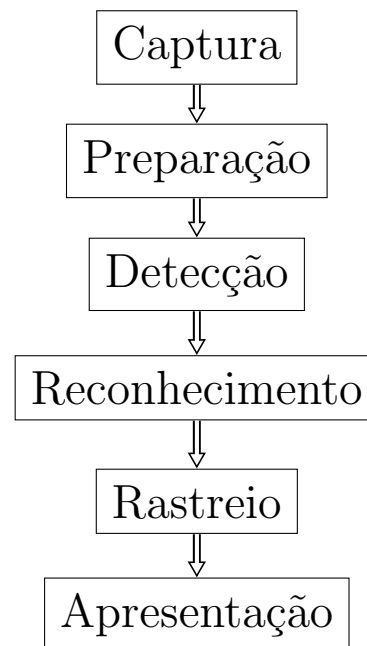 Captura
Preparação
Detecção
Reconhecimento
Rastreio
Apresentação